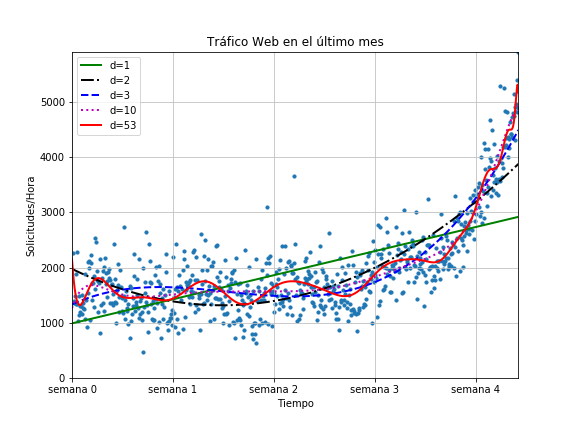 Tráfico Web en el último mes
d=1
d=2
d=3
d=10
d=53
Solicitudes/Hora
5000
4000
3000
2000
1000
0
semana 0 semana 1 semana 2 semana 3 semana 4
Tiempo